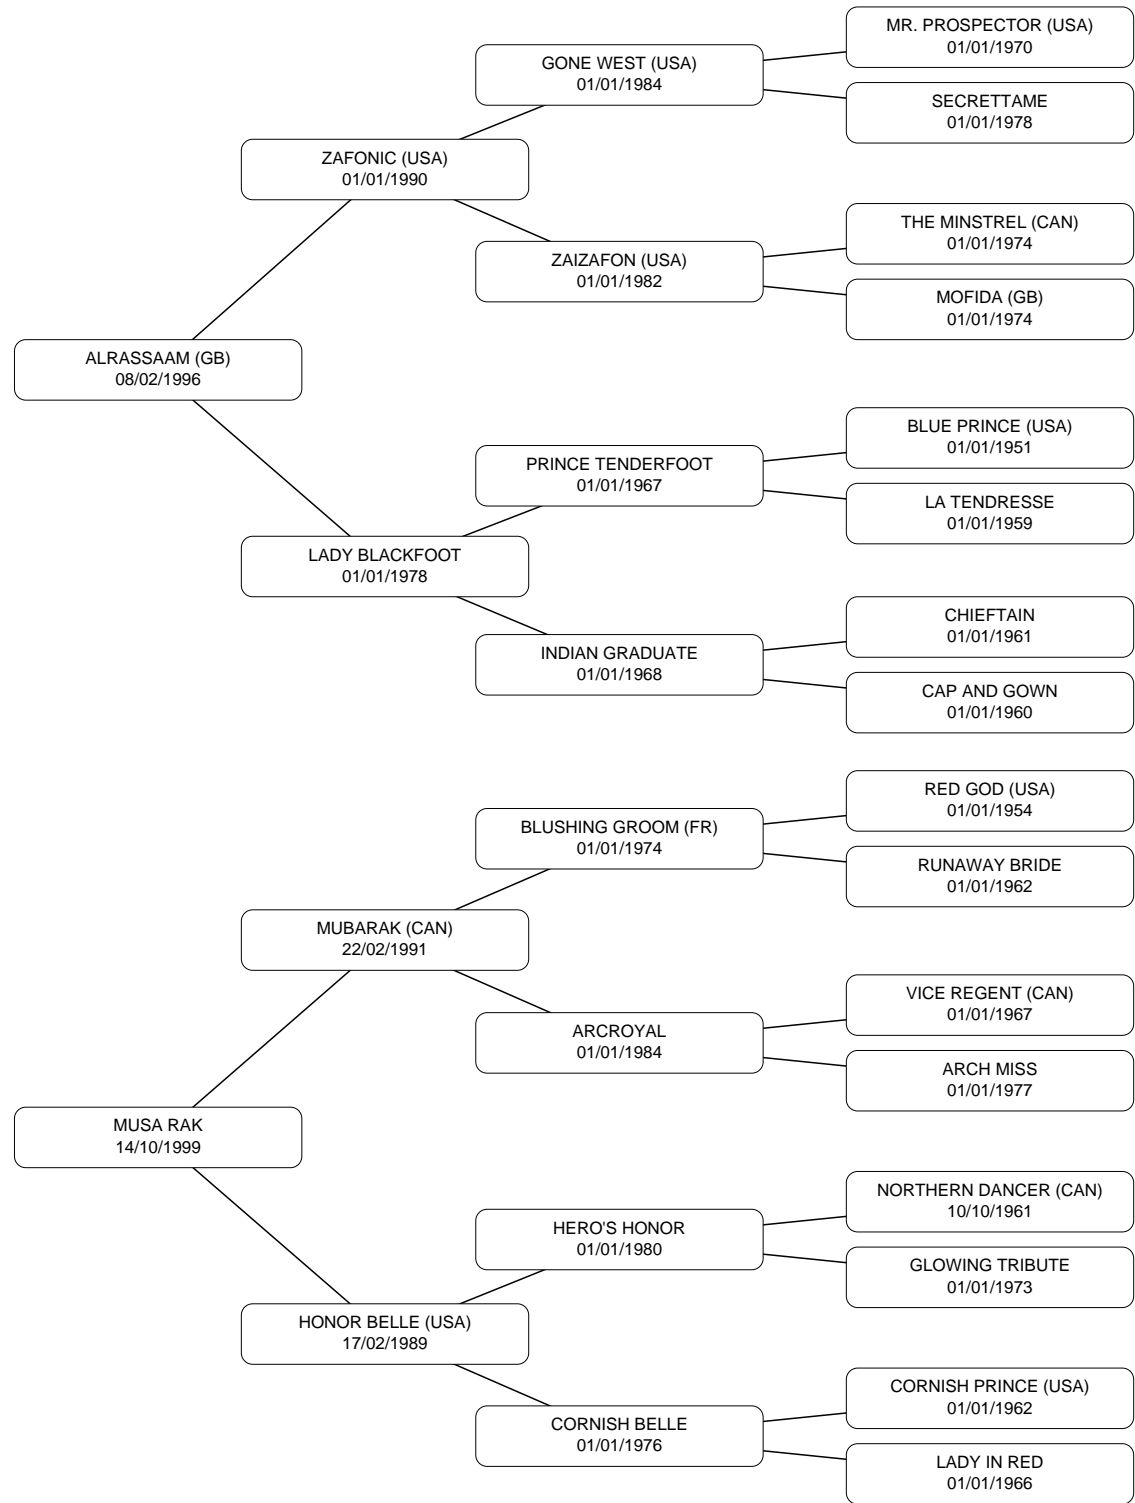 MR. PROSPECTOR (USA)
01/01/1970
GONE WEST (USA)
01/01/1984
SECRETTAME
01/01/1978
ZAFONIC (USA)
01/01/1990
THE MINSTREL (CAN)
01/01/1974
ZAIZAFON (USA)
01/01/1982
MOFIDA (GB)
01/01/1974
ALRASSAAM (GB)
08/02/1996
BLUE PRINCE (USA)
01/01/1951
PRINCE TENDERFOOT
01/01/1967
LA TENDRESSE
01/01/1959
LADY BLACKFOOT
01/01/1978
CHIEFTAIN
01/01/1961
INDIAN GRADUATE
01/01/1968
CAP AND GOWN
01/01/1960
RED GOD (USA)
01/01/1954
BLUSHING GROOM (FR)
01/01/1974
RUNAWAY BRIDE
01/01/1962
MUBARAK (CAN)
22/02/1991
VICE REGENT (CAN)
01/01/1967
ARCROYAL
01/01/1984
ARCH MISS
01/01/1977
MUSA RAK
14/10/1999
NORTHERN DANCER (CAN)
10/10/1961
HERO'S HONOR
01/01/1980
GLOWING TRIBUTE
01/01/1973
HONOR BELLE (USA)
17/02/1989
CORNISH PRINCE (USA)
01/01/1962
CORNISH BELLE
01/01/1976
LADY IN RED
01/01/1966